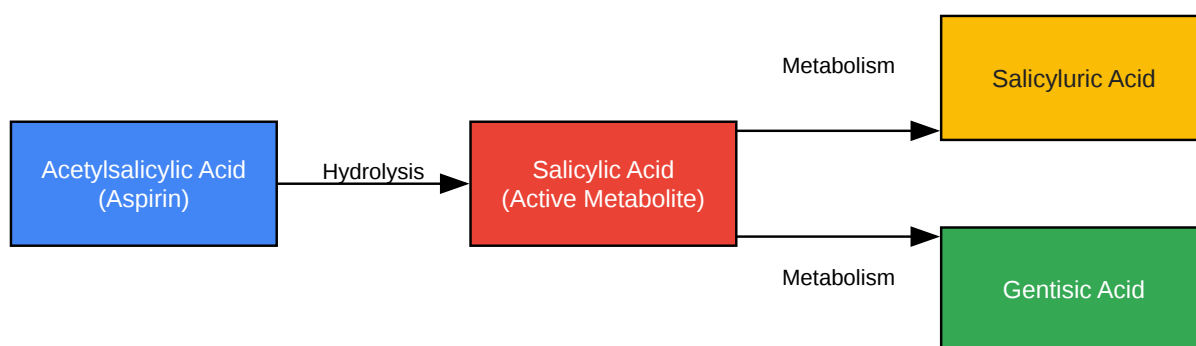 Acetylsalicylic Acid
(Aspirin)
Hydrolysis
Salicylic Acid
(Active Metabolite)
Metabolism
Salicyluric Acid
Metabolism
Gentisic Acid